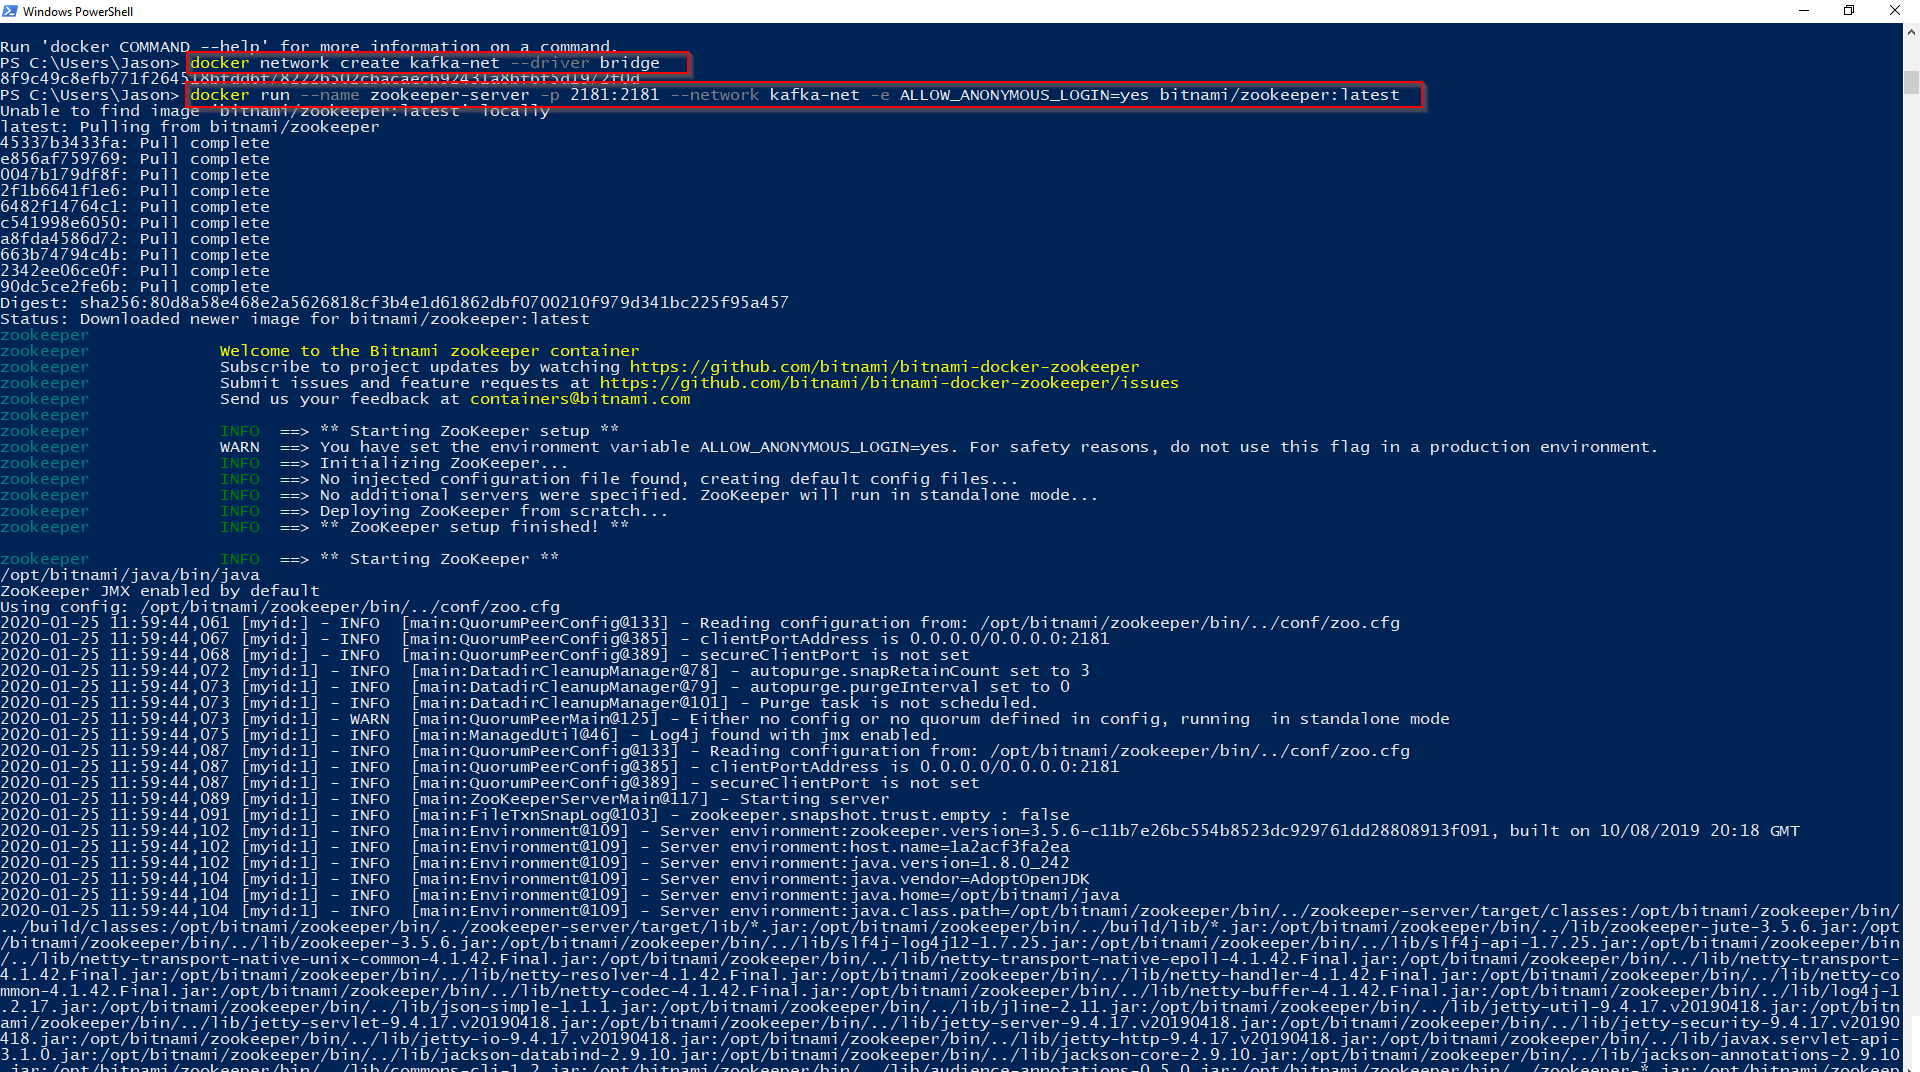 Windows PowerShell
Run 'docker COMMAND --help' for more information on a command.
PS C:\Users\Jason> docker network create kafka-net --driver bridge
PS C:\Users\Jason> docker run --name zookeeper-server -p 2181:2181 --network kafka-net -e ALLOW_ANONYMOUS_LOGIN=yes bitnami/zookeeper:latest
Unable to find image 'bitnami/zookeeper:latest' locally
latest: Pulling from bitnami/zookeeper
45337b3433fa: Pull complete
e856af759769: Pull complete
0047b179df8f: Pull complete
2f1b6641f1e6: Pull complete
6482f14764c1: Pull complete
c541998e6050: Pull complete
a8fda4586d72: Pull complete
663b74794c4b: Pull complete
2342ee06ce0f: Pull complete
90dc5ce2fe6b: Pull complete
Digest: sha256:80d8a58e468e2a5626818cf3b4e1d61862dbf0700210f979d341bc225f95a457
Status: Downloaded newer image for bitnami/zookeeper:latest
zookeeper
zookeeper Welcome to the Bitnami zookeeper container
zookeeper Subscribe to project updates by watching https://github.com/bitnami/bitnami-docker-zookeeper
zookeeper Submit issues and feature requests at https://github.com/bitnami/bitnami-docker-zookeeper/issues
zookeeper Send us your feedback at containers@bitnami.com
zookeeper
zookeeper INFO ==> ** Starting ZooKeeper setup **
zookeeper WARN ==> You have set the environment variable ALLOW_ANONYMOUS_LOGIN=yes. For safety reasons, do not use this flag in a production environment.
zookeeper INFO ==> Initializing ZooKeeper...
zookeeper INFO ==> No injected configuration file found, creating default config files...
zookeeper INFO ==> No additional servers were specified. ZooKeeper will run in standalone mode...
zookeeper INFO ==> Deploying ZooKeeper from scratch...
zookeeper INFO ==> ** ZooKeeper setup finished! **
zookeeper INFO ==> ** Starting ZooKeeper **
/opt/bitnami/java/bin/java
ZooKeeper JMX enabled by default
Using config: /opt/bitnami/zookeeper/bin/../conf/zoo.cfg
2020-01-25 11:59:44,061 [myid:] - INFO [main:QuorumPeerConfig@133] - Reading configuration from: /opt/bitnami/zookeeper/bin/../conf/zoo.cfg
2020-01-25 11:59:44,067 [myid:] - INFO [main:QuorumPeerConfig@385] - clientPortAddress is 0.0.0.0/0.0.0.0:2181
2020-01-25 11:59:44,068 [myid:] - INFO [main:QuorumPeerConfig@389] - secureClientPort is not set
2020-01-25 11:59:44,072 [myid:1] - INFO [main:DatadirCleanupManager@78] - autopurge.snapRetainCount set to 3
2020-01-25 11:59:44,073 [myid:1] - INFO [main:DatadirCleanupManager@79] - autopurge.purgeInterval set to 0
2020-01-25 11:59:44,073 [myid:1] - INFO [main:DatadirCleanupManager@101] - Purge task is not scheduled.
2020-01-25 11:59:44,073 [myid:1] - WARN [main:QuorumPeerMain@125] - Either no config or no quorum defined in config, running in standalone mode
2020-01-25 11:59:44,075 [myid:1] - INFO [main:ManagedUtil@46] - Log4j found with jmx enabled.
2020-01-25 11:59:44,087 [myid:1] - INFO [main:QuorumPeerConfig@133] - Reading configuration from: /opt/bitnami/zookeeper/bin/../conf/zoo.cfg
2020-01-25 11:59:44,087 [myid:1] - INFO [main:QuorumPeerConfig@385] - clientPortAddress is 0.0.0.0/0.0.0.0:2181
2020-01-25 11:59:44,087 [myid:1] - INFO [main:QuorumPeerConfig@389] - secureClientPort is not set
2020-01-25 11:59:44,089 [myid:1] - INFO [main:ZooKeeperServerMain@117] - Starting server
2020-01-25 11:59:44,091 [myid:1] - INFO [main:FileTxnSnapLog@103] - zookeeper.snapshot.trust.empty : false
2020-01-25 11:59:44,102 [myid:1] - INFO [main:Environment@109] - Server environment:zookeeper.version=3.5.6-c11b7e26bc554b8523dc929761dd28808913f091, built on 10/08/2019 20:18 GMT
2020-01-25 11:59:44,102 [myid:1] - INFO [main:Environment@109] - Server environment:host.name=1a2acf3fa2ea
2020-01-25 11:59:44,102 [myid:1] - INFO [main:Environment@109] - Server environment:java.version=1.8.0_242
2020-01-25 11:59:44,104 [myid:1] - INFO [main:Environment@109] - Server environment:java.vendor=AdoptOpenJDK
2020-01-25 11:59:44,104 [myid:1] - INFO [main:Environment@109] - Server environment:java.home=/opt/bitnami/java
2020-01-25 11:59:44,104 [myid:1] - INFO [main:Environment@109] - Server environment:java.class.path=/opt/bitnami/zookeeper/bin/../zookeeper-server/target/classes:/opt/bitnami/zookeeper/bin/
../build/classes:/opt/bitnami/zookeeper/bin/../zookeeper-server/target/lib/*.jar:/opt/bitnami/zookeeper/bin/../build/lib/*.jar:/opt/bitnami/zookeeper/bin/../lib/zookeeper-jute-3.5.6.jar:/opt
/bitnami/zookeeper/bin/../lib/zookeeper-3.5.6.jar:/opt/bitnami/zookeeper/bin/../lib/slf4j-log4j12-1.7.25.jar:/opt/bitnami/zookeeper/bin/../lib/slf4j-api-1.7.25.jar:/opt/bitnami/zookeeper/bin
/../lib/netty-transport-native-unix-common-4.1.42.Final.jar:/opt/bitnami/zookeeper/bin/../lib/netty-transport-native-epoll-4.1.42.Final.jar:/opt/bitnami/zookeeper/bin/../lib/netty-transport-
4.1.42.Final.jar:/opt/bitnami/zookeeper/bin/../lib/netty-resolver-4.1.42.Final.jar:/opt/bitnami/zookeeper/bin/../lib/netty-handler-4.1.42.Final.jar:/opt/bitnami/zookeeper/bin/../lib/netty-co
mmon-4.1.42.Final.jar:/opt/bitnami/zookeeper/bin/../lib/netty-codec-4.1.42.Final.jar:/opt/bitnami/zookeeper/bin/../lib/netty-buffer-4.1.42.Final.jar:/opt/bitnami/zookeeper/bin/../lib/log4j-1
.2.17.jar:/opt/bitnami/zookeeper/bin/../lib/json-simple-1.1.1.jar:/opt/bitnami/zookeeper/bin/../lib/jline-2.11.jar:/opt/bitnami/zookeeper/bin/../lib/jetty-util-9.4.17.v20190418.jar:/opt/bitn
ami/zookeeper/bin/../lib/jetty-servlet-9.4.17.v20190418.jar:/opt/bitnami/zookeeper/bin/../lib/jetty-server-9.4.17.v20190418.jar:/opt/bitnami/zookeeper/bin/../lib/jetty-security-9.4.17.v20190
418.jar:/opt/bitnami/zookeeper/bin/../lib/jetty-io-9.4.17.v20190418.jar:/opt/bitnami/zookeeper/bin/../lib/jetty-http-9.4.17.v20190418.jar:/opt/bitnami/zookeeper/bin/../lib/javax.servlet-api-
3.1.0.jar:/opt/bitnami/zookeeper/bin/../lib/jackson-databind-2.9.10.jar:/opt/bitnami/zookeeper/bin/../lib/jackson-core-2.9.10.jar:/opt/bitnami/zookeeper/bin/../lib/jackson-annotations-2.9.10
.jar:/opt/bitnami/zookeeper/bin/../lib/commons-cli-1.2.jar:/opt/bitnami/zookeeper/bin/../lib/audience-annotations-0.5.0.jar:/opt/bitnami/zookeeper/bin/../zookeeper-*.jar:/opt/bitnami/zookeep